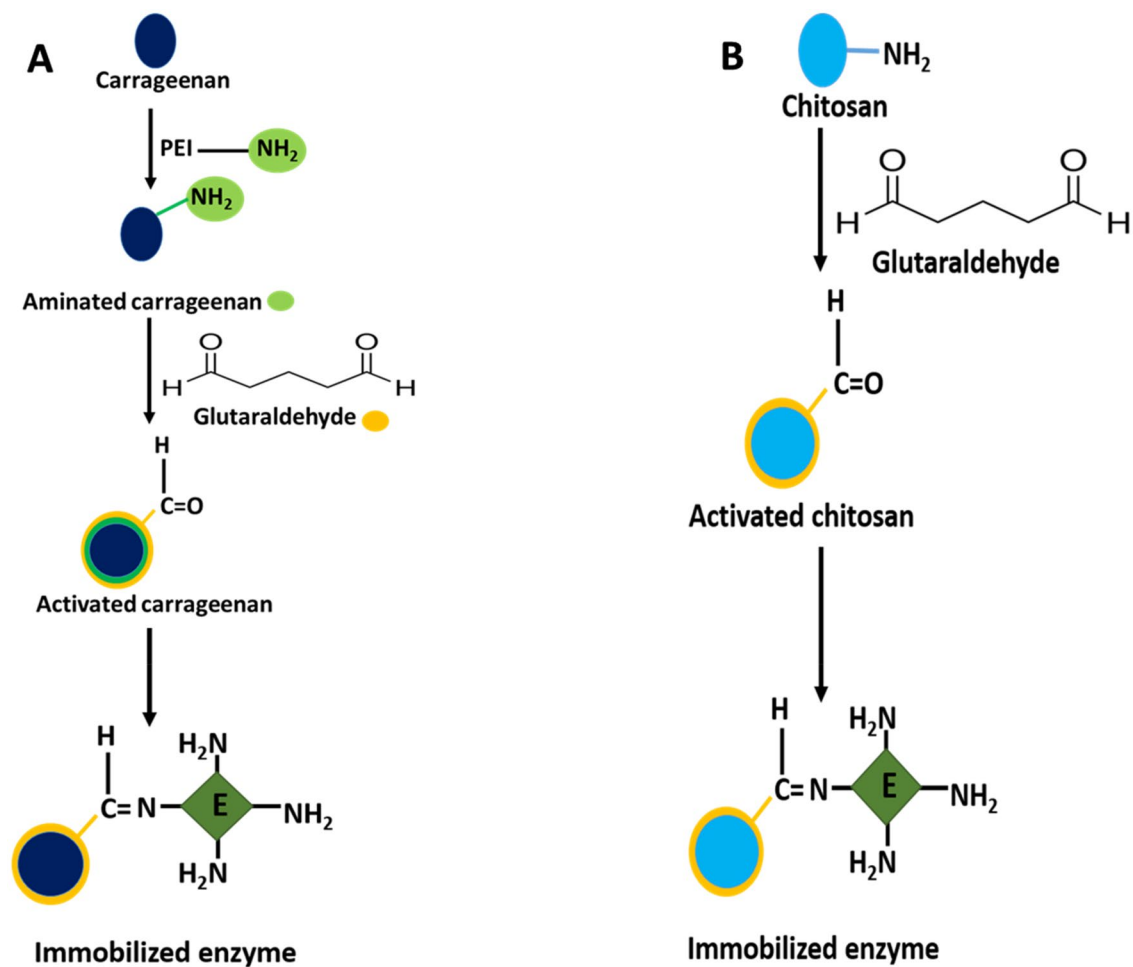 A
Carrageenan
PEI NH₂
NH₂
Aminated carrageenan
O O
H H
Glutaraldehyde
H
C=O
Activated carrageenan
H
H₂N
C=N E NH₂
H₂N
Immobilized enzyme
B
NH₂
Chitosan
O O
H H
Glutaraldehyde
H
C=O
Activated chitosan
H
H₂N
C=N E NH₂
H₂N
Immobilized enzyme